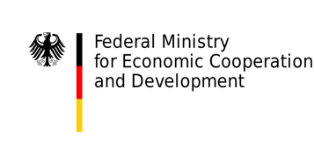 Federal Ministry
for Economic Cooperation
and Development